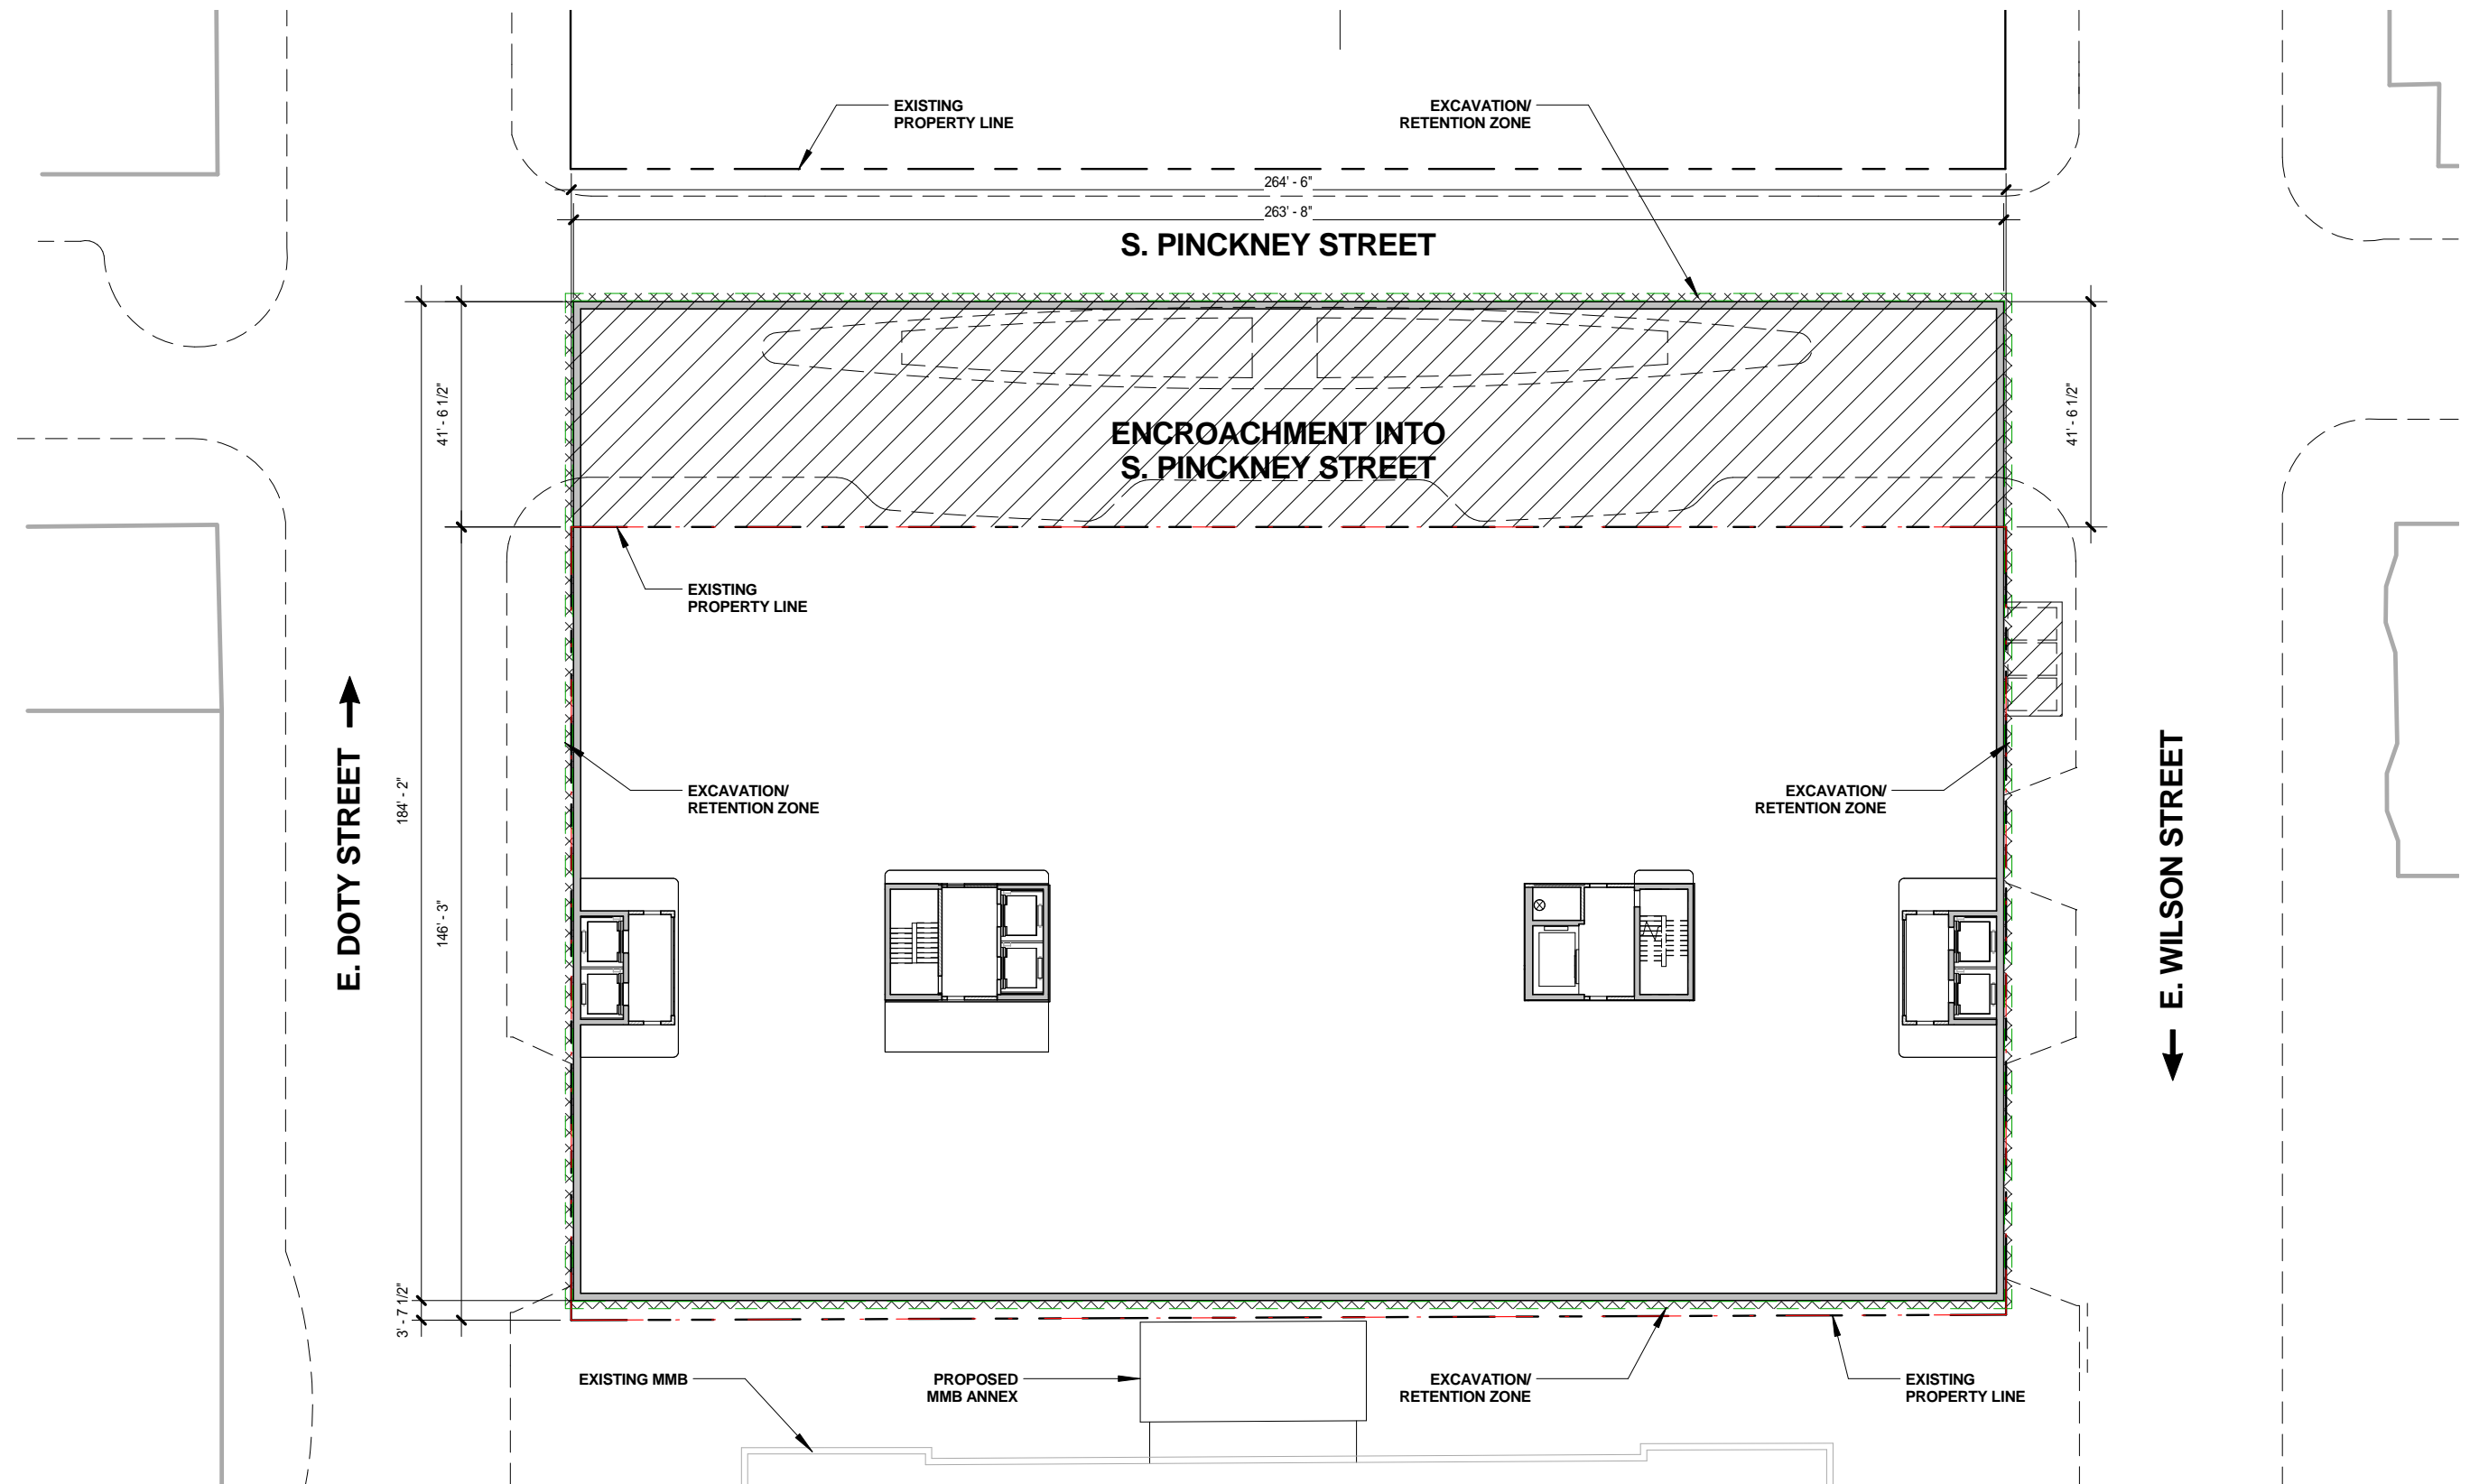 EXISTING
PROPERTY LINE
EXCAVATION/
RETENTION ZONE
264' - 6"
263' - 8"
S. PINCKNEY STREET
41' - 6 1/2"
41' - 6 1/2"
ENCROACHMENT INTO
S. PINCKNEY STREET
EXISTING
PROPERTY LINE
E. DOTY STREET
184' - 2"
146' - 3"
EXCAVATION/
RETENTION ZONE
EXCAVATION/
RETENTION ZONE
E. WILSON STREET
3' - 7 1/2"
EXISTING MMB
PROPOSED
MMB ANNEX
EXCAVATION/
RETENTION ZONE
EXISTING
PROPERTY LINE